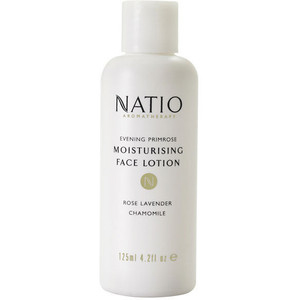 NATIO
AROMATHERAPY
EVENING PRIMROSE
MOISTURISING
FACE LOTION
N
ROSE LAVENDER
CHAMOMILE
125ml 4.2fl oz ℮